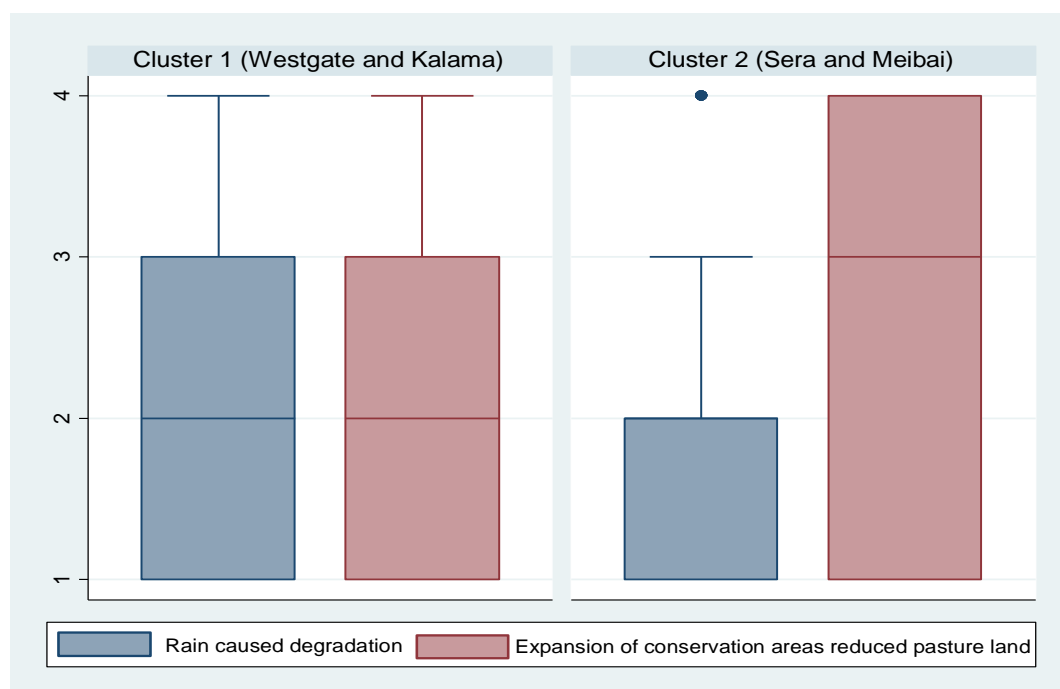 Cluster 1 (Westgate and Kalama)
Cluster 2 (Sera and Meibai)
4
3
2
1
Rain caused degradation
Expansion of conservation areas reduced pasture land